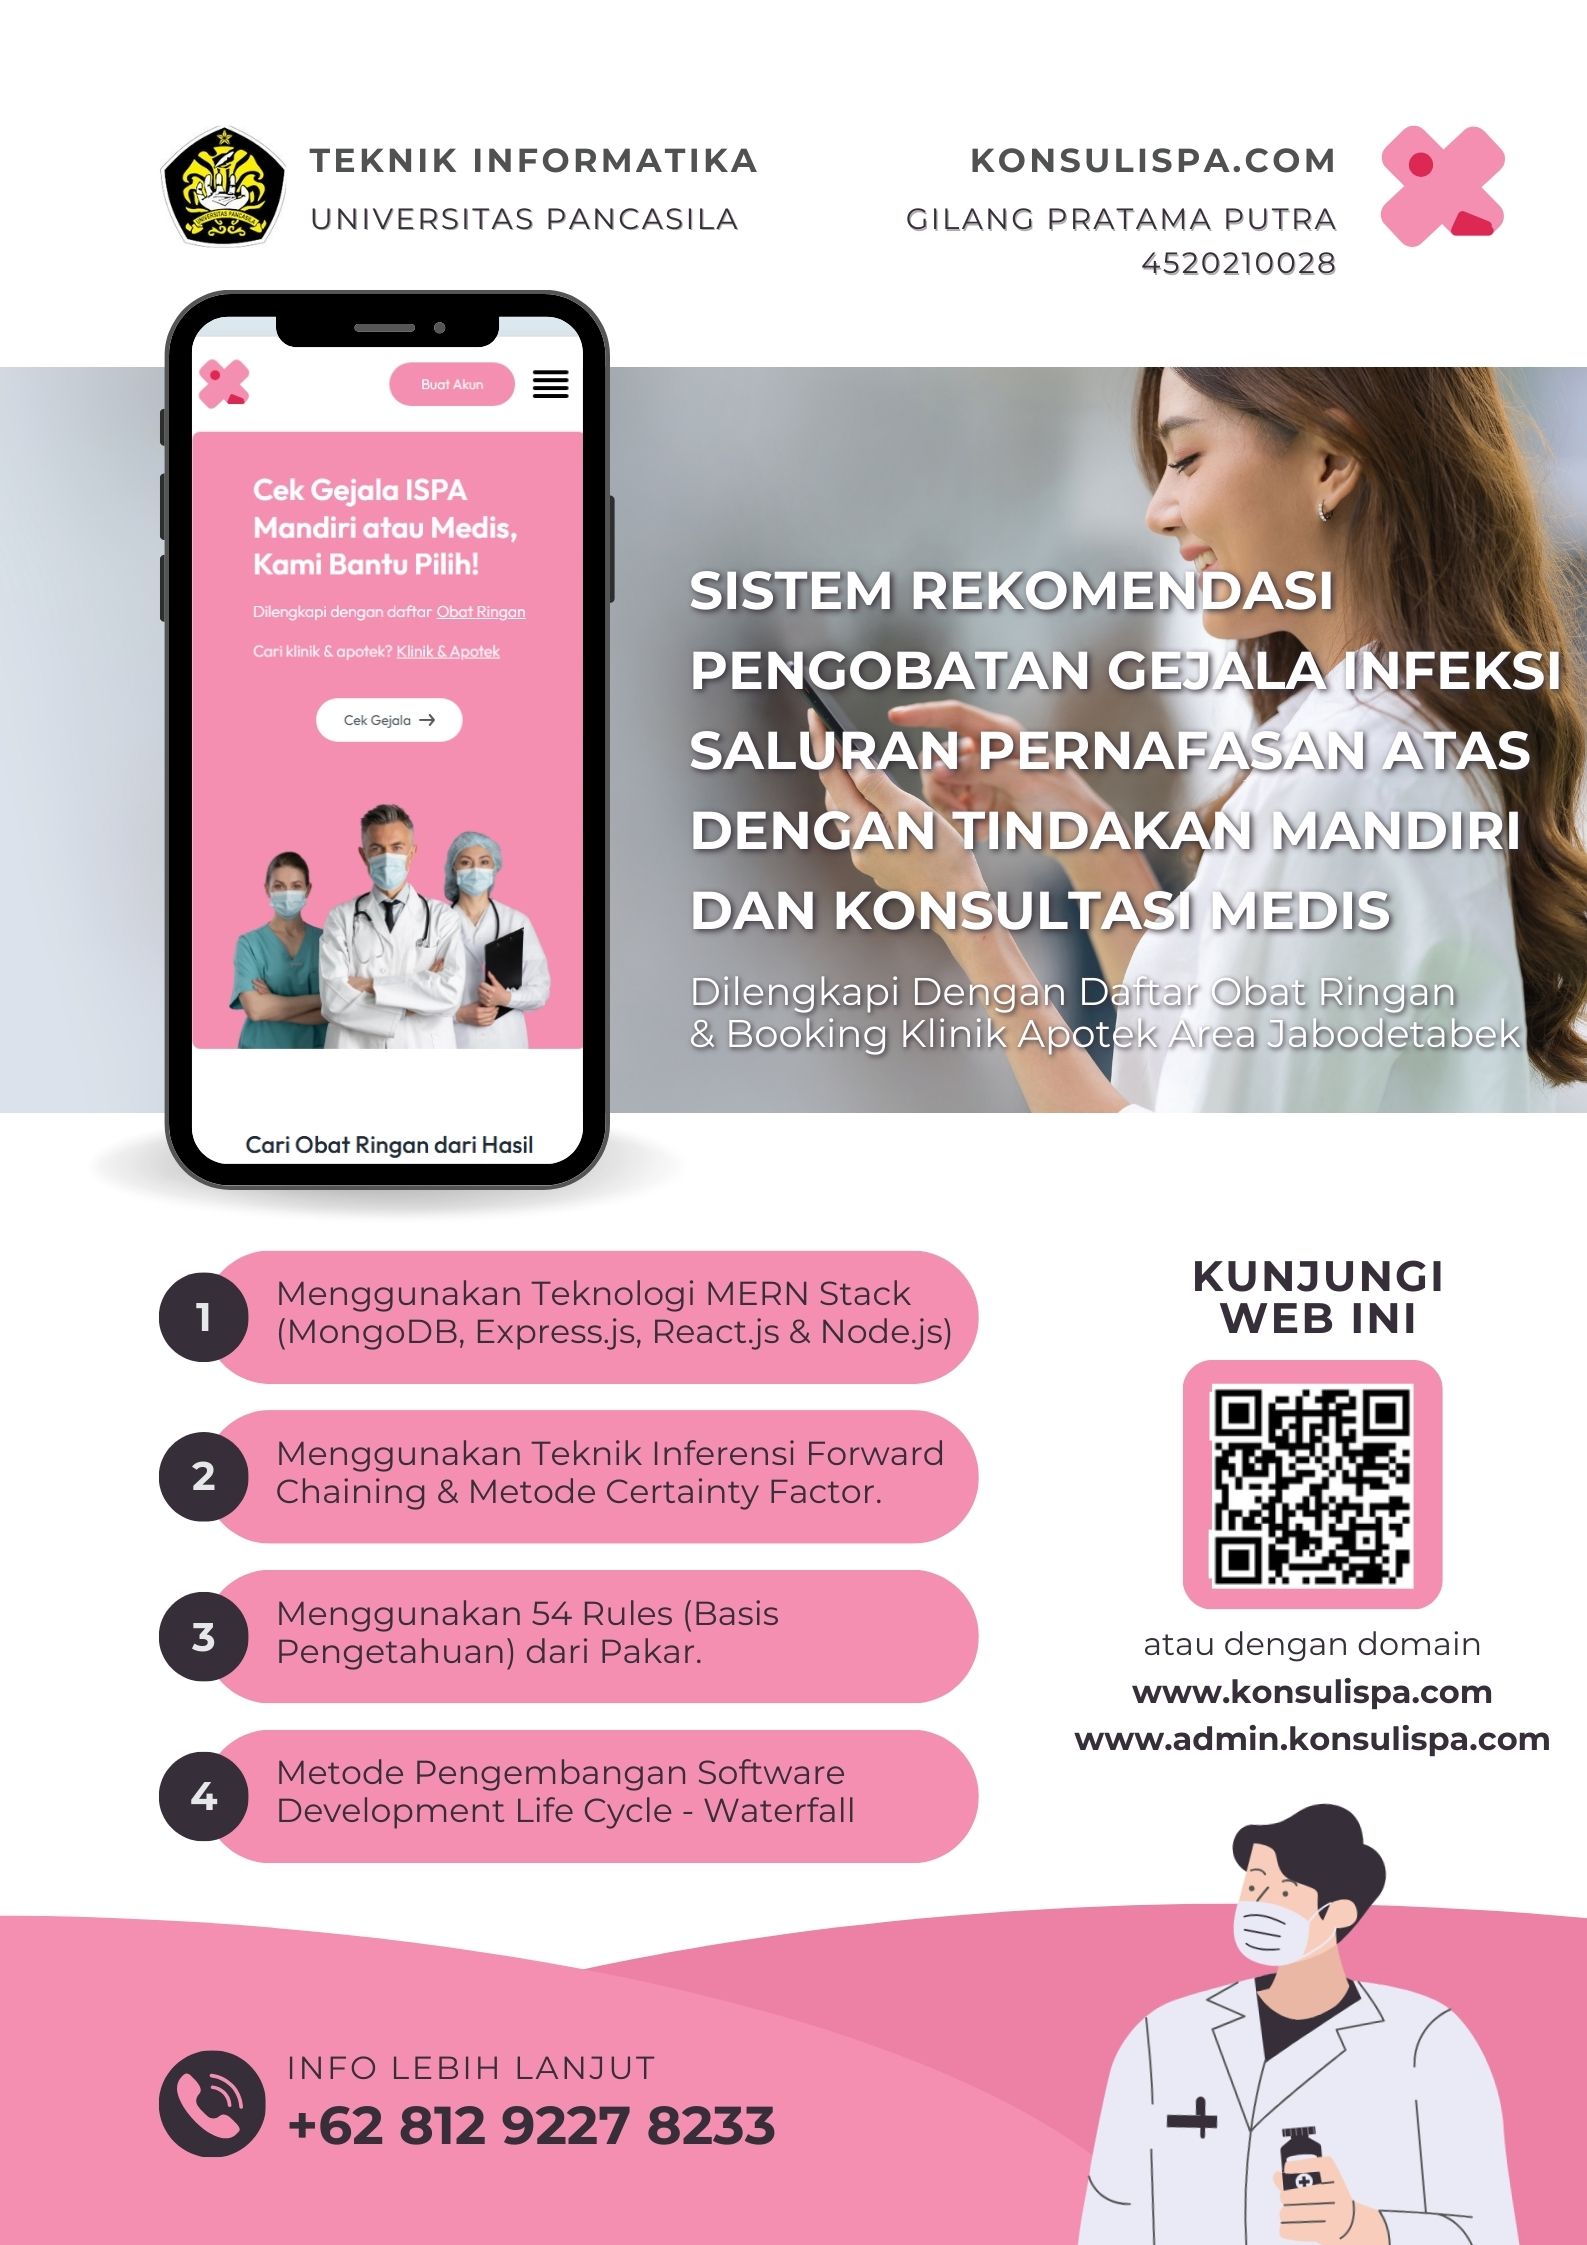 TEKNIK INFORMATIKA
UNIVERSITAS PANCASILA
UNIVERSITAS PANCASILA
KONSULISPA.COM
GILANG PRATAMA PUTRA
4520210028
Buat Akun
Cek Gejala ISPA
Mandiri atau Medis,
Kami Bantu Pilih!
Dilengkapi dengan daftar Obat Ringan
Cari klinik & apotek? Klinik & Apotek
Cek Gejala →
Cari Obat Ringan dari Hasil
SISTEM REKOMENDASI
PENGOBATAN GEJALA INFEKSI
SALURAN PERNAFASAN ATAS
DENGAN TINDAKAN MANDIRI
DAN KONSULTASI MEDIS
Dilengkapi Dengan Daftar Obat Ringan
& Booking Klinik Apotek Area Jabodetabek
1
Menggunakan Teknologi MERN Stack
(MongoDB, Express.js, React.js & Node.js)
2
Menggunakan Teknik Inferensi Forward
Chaining & Metode Certainty Factor.
3
Menggunakan 54 Rules (Basis
Pengetahuan) dari Pakar.
4
Metode Pengembangan Software
Development Life Cycle - Waterfall
KUNJUNGI
WEB INI
atau dengan domain
www.konsulispa.com
www.admin.konsulispa.com
INFO LEBIH LANJUT
+62 812 9227 8233